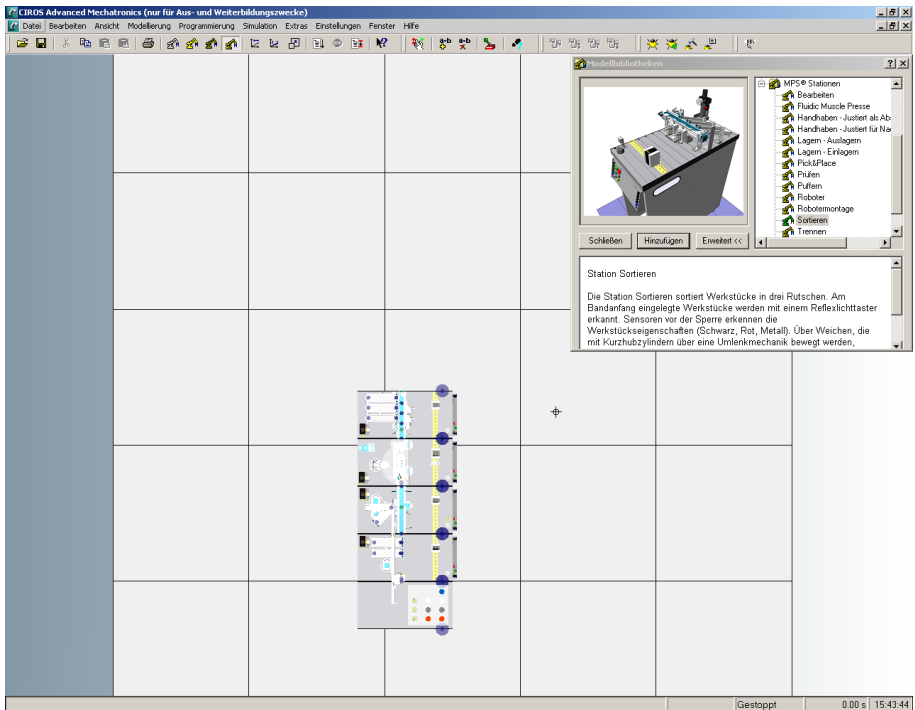 CIROS Advanced Mechatronics (nur für Aus- und Weiterbildungszwecke)
Datei Bearbeiten Ansicht Modellierung Programmierung Simulation Extras Einstellungen Fenster Hilfe
a-b a-b
Modellbibliotheken
MPS® Stationen
Bearbeiten
Fluidic Muscle Presse
Handhaben - Justiert als Ab
Handhaben - Justiert für Na
Lagern - Auslagern
Lagern - Einlagern
Pick&Place
Prüfen
Puffern
Roboter
Robotermontage
Sortieren
Trennen
Schließen Hinzufügen Erweitert <<
Station Sortieren
Die Station Sortieren sortiert Werkstücke in drei Rutschen. Am
Bandanfang eingelegte Werkstücke werden mit einem Reflexlichttaster
erkannt. Sensoren vor der Sperre erkennen die
Werkstückseigenschaften (Schwarz, Rot, Metall). Über Weichen, die
mit Kurzhubzylindern über eine Umlenkmechanik bewegt werden,
Gestoppt 0.00 s 15:43:44